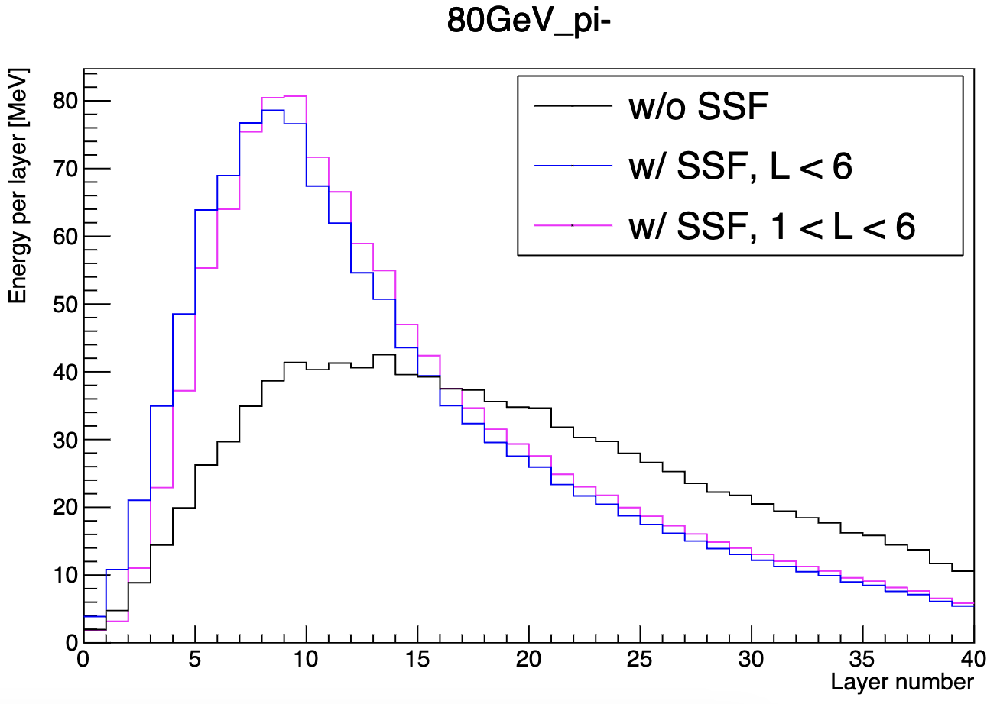 80GeV_pi-
Energy per layer [MeV]
80
70
60
50
40
30
20
10
0
w/o SSF
w/ SSF, L < 6
w/ SSF, 1 < L < 6
0 5 10 15 20 25 30 35 40
Layer number